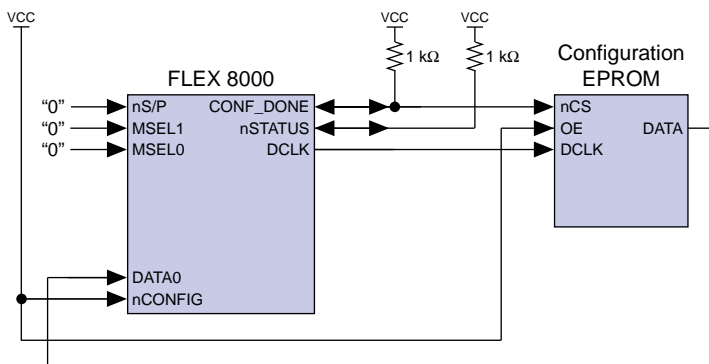 VCC
VCC
VCC
1 kΩ
1 kΩ
Configuration
EPROM
FLEX 8000
“0”
nS/P
CONF_DONE
nCS
“0”
MSEL1
nSTATUS
OE
DATA
“0”
MSEL0
DCLK
DCLK
DATA0
nCONFIG